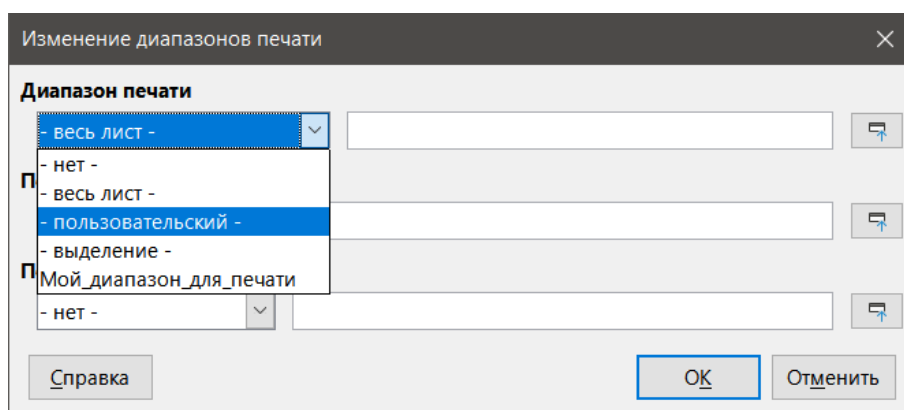 Изменение диапазонов печати
Диапазон печати
- весь лист -
- нет -
- весь лист -
- пользовательский -
- выделение -
Мой_диапазон_для_печати
- нет -
Справка
OK
Отменить